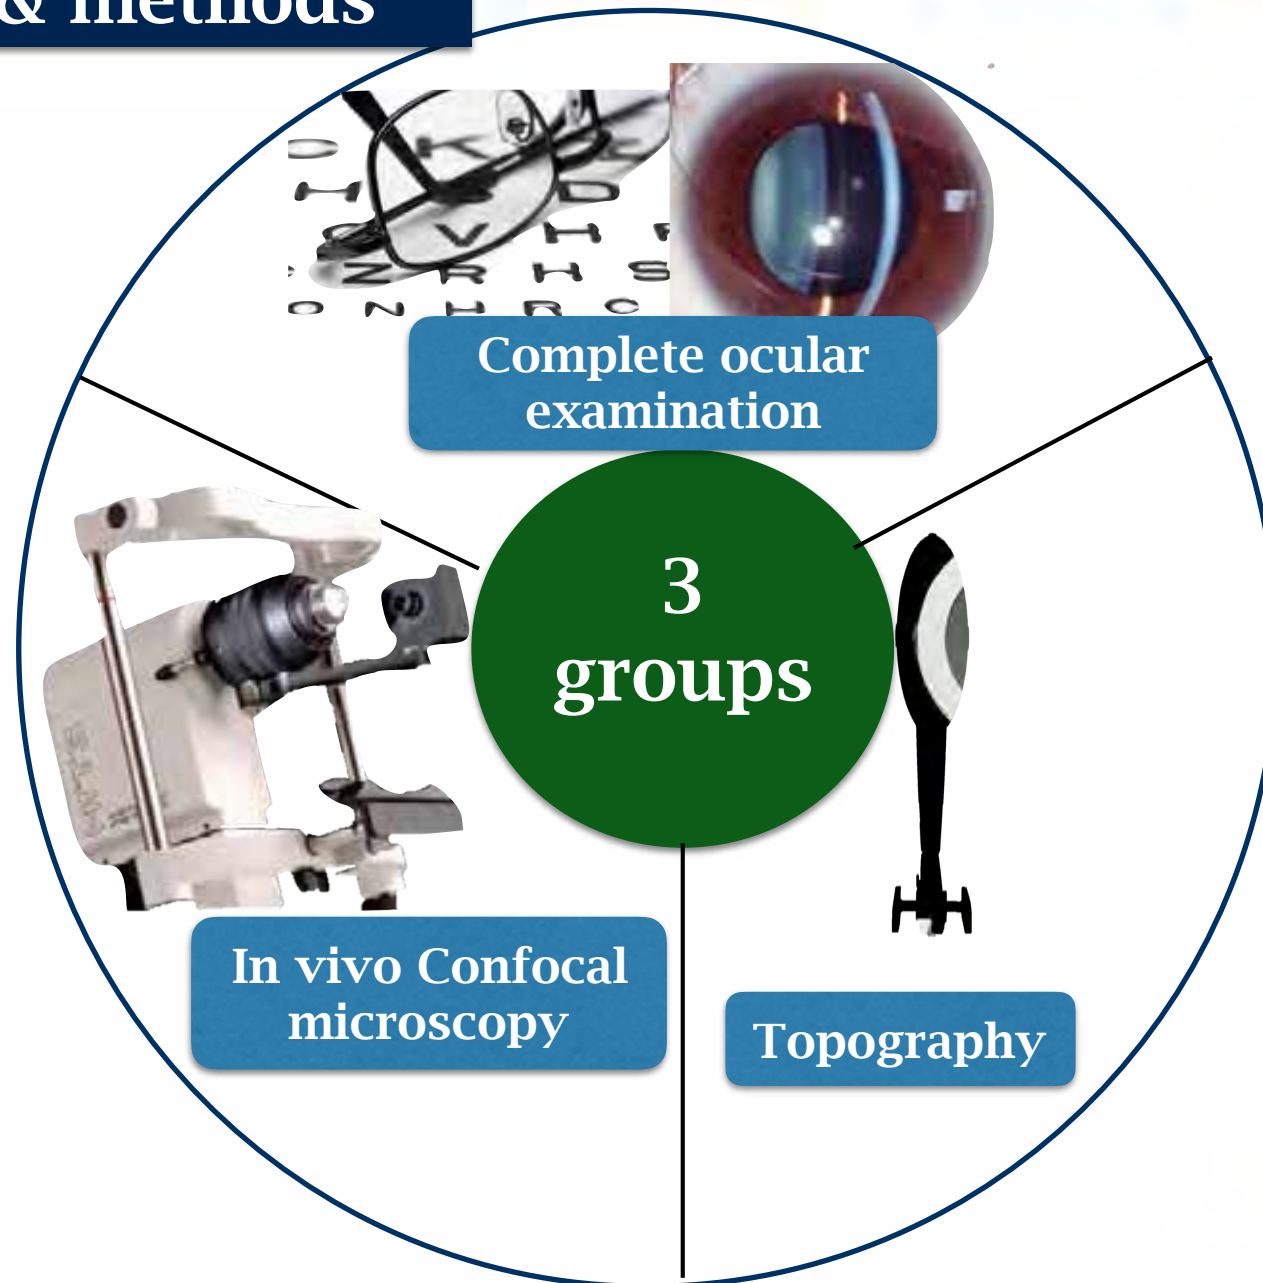 & methods
K
D
V H
Z R H S
O N H R C
Complete ocular
examination
3
groups
In vivo Confocal
microscopy
Topography